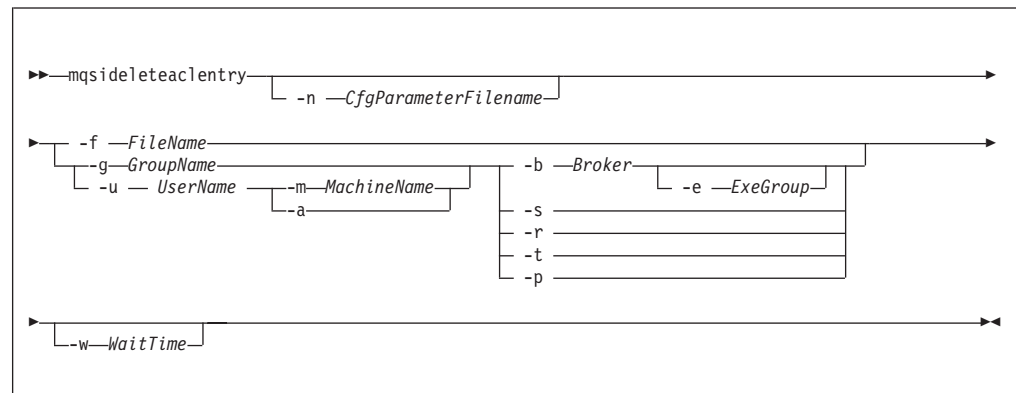 mqsideleteaclentry
-n CfgParameterFilename
-f FileName
-g GroupName -b Broker
-u UserName -m MachineName -e ExeGroup
-a -s
-r
-t
-p
-w WaitTime